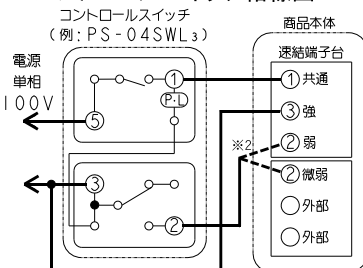 コントロールスイッチ
(例:PS-04SWL₃)
商品本体
電源
単相
100V
速結端子台
① P·L ⑤
①共通
③強
②弱
※2
②微弱
③ ②
○外部
○外部